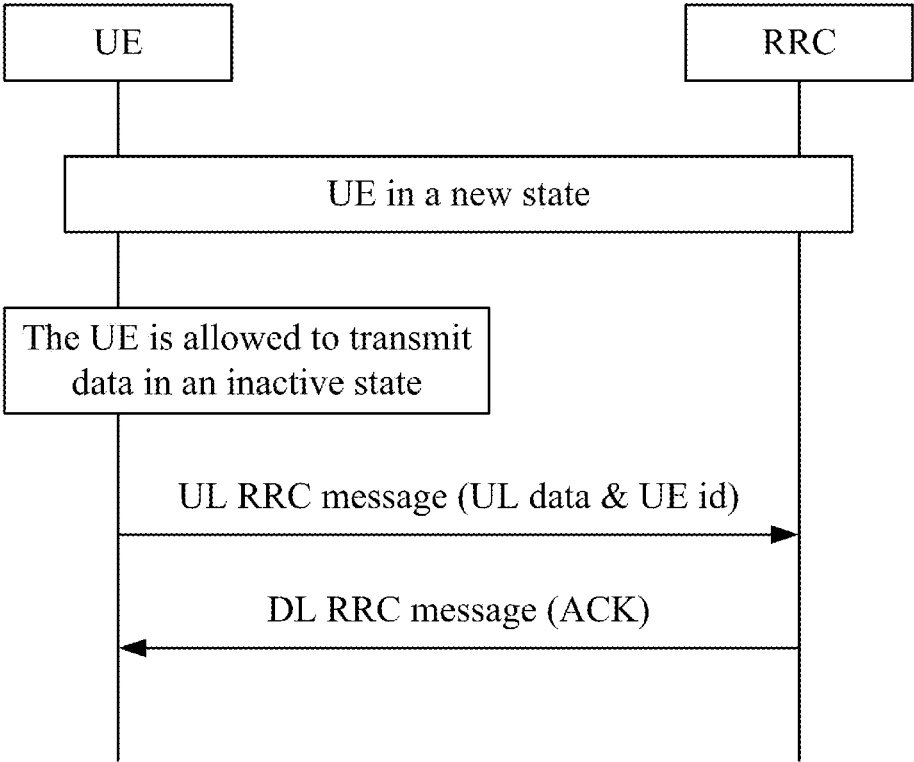 UE
RRC
UE in a new state
The UE is allowed to transmit
data in an inactive state
UL RRC message (UL data & UE id)
DL RRC message (ACK)